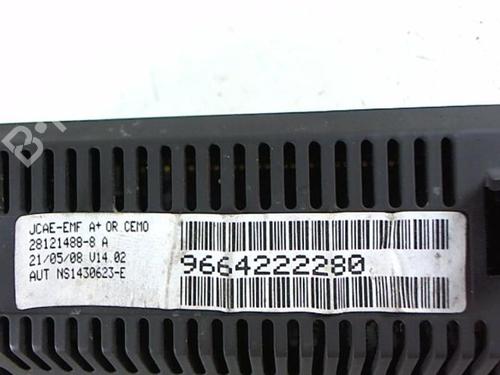 JCAE-EMF A+ OR CEMO
28121488-8 A
21/05/08 V14.02
AUT NS1430623-E
9664222280